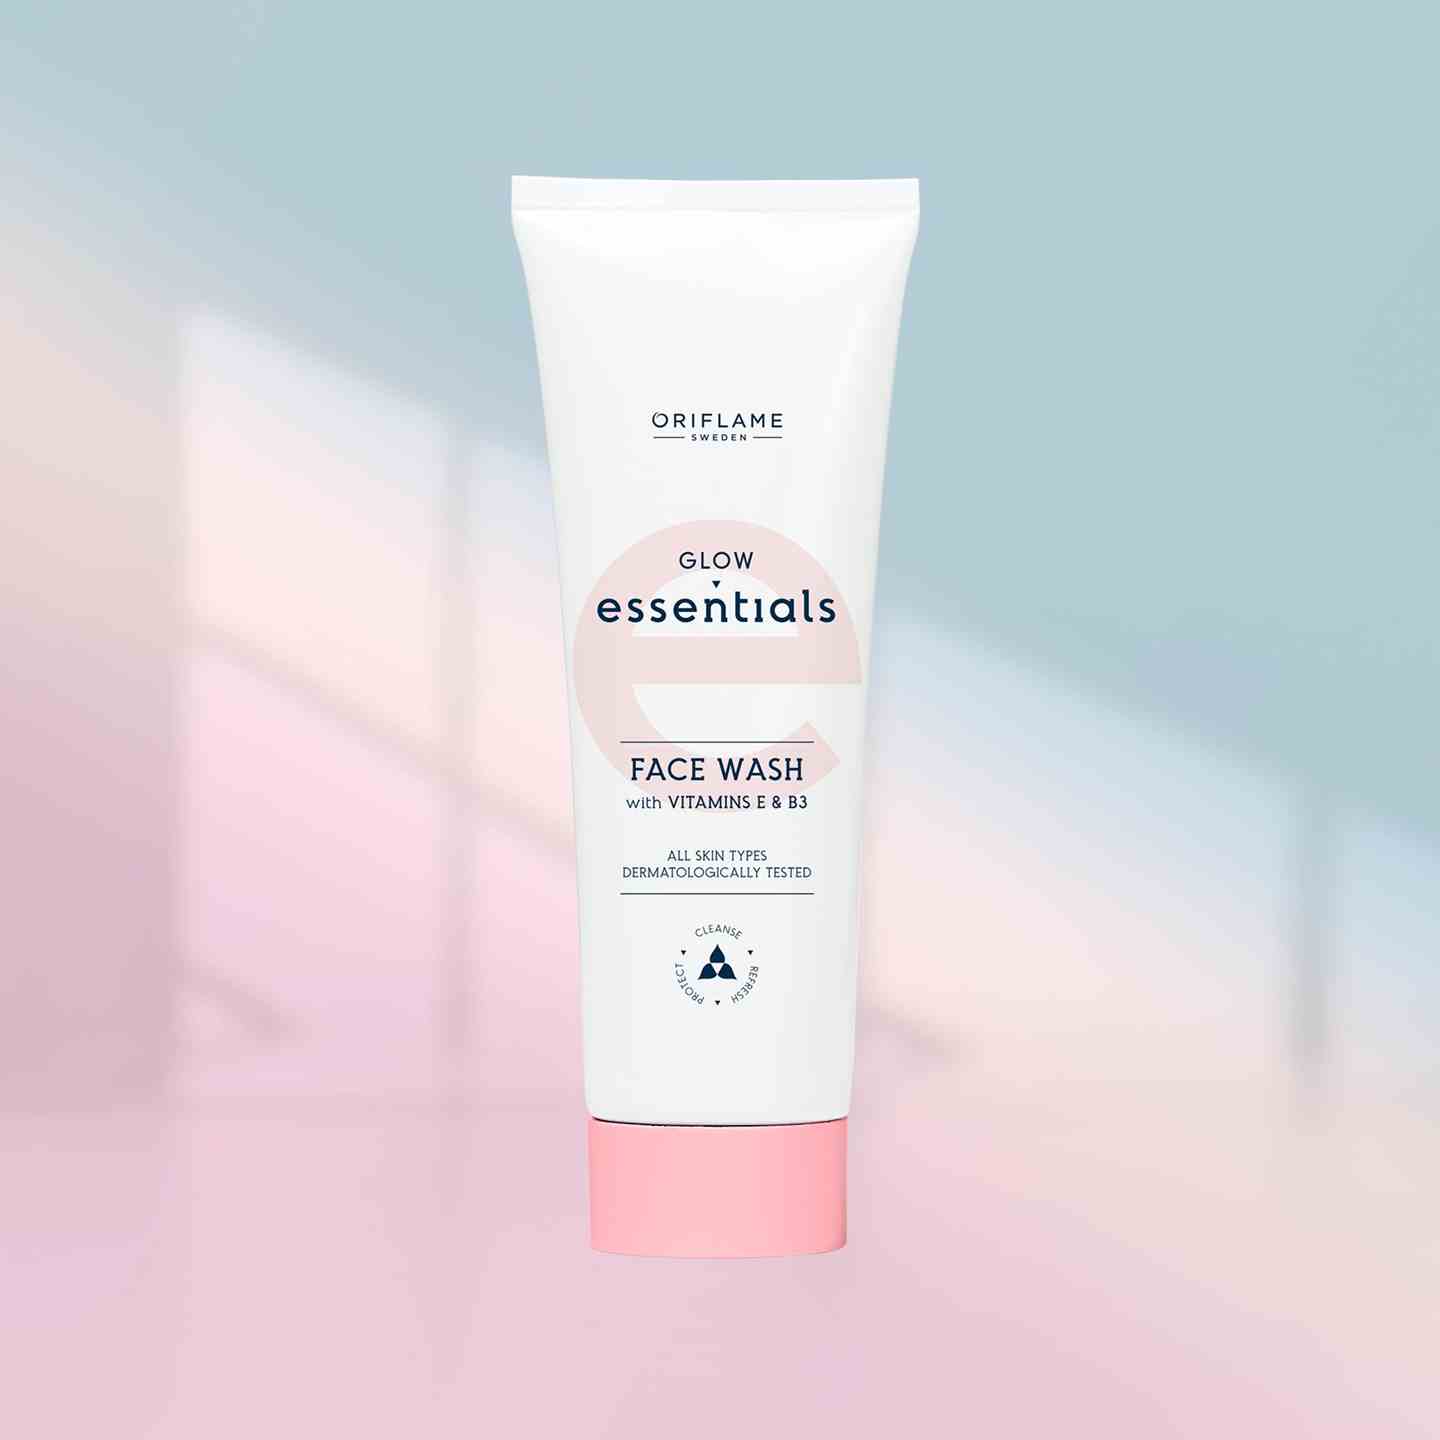 ORIFLAME
SWEDEN
GLOW
essentials
FACE WASH
with VITAMINS E & B3
ALL SKIN TYPES
DERMATOLOGICALLY TESTED
CLEANSE
REFRESH
PROTECT